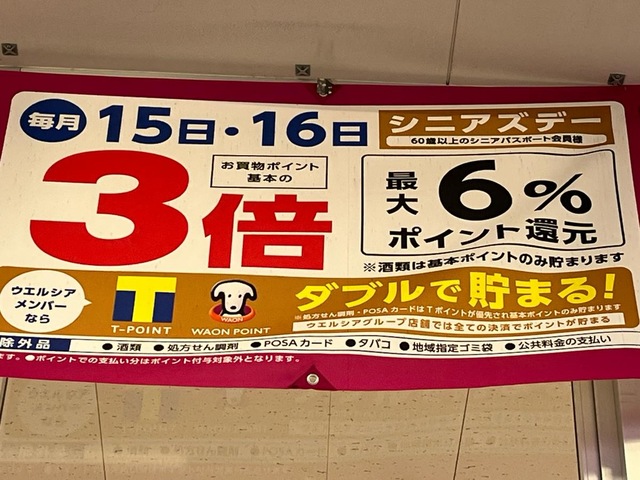 毎月 15日・16日 シニアズデー
60歳以上のシニアパスポート会員様
お買物ポイント
基本の
3倍
最大 6%
ポイント還元
※酒類は基本ポイントのみ貯まります
ウエルシア
メンバー
なら
T-POINT
WAON
WAON POINT
ダブルで貯まる!
※処方せん調剤・POSAカードはTポイントが優先され基本ポイントのみ貯まります
ウエルシアグループ店舗では全ての決済でポイントが貯まる
除外品 ●酒類 ●処方せん調剤 ●POSAカード ●タバコ ●地域指定ゴミ袋 ●公共料金の支払い
ます。●ポイントでの支払い分はポイント付与対象外となります。